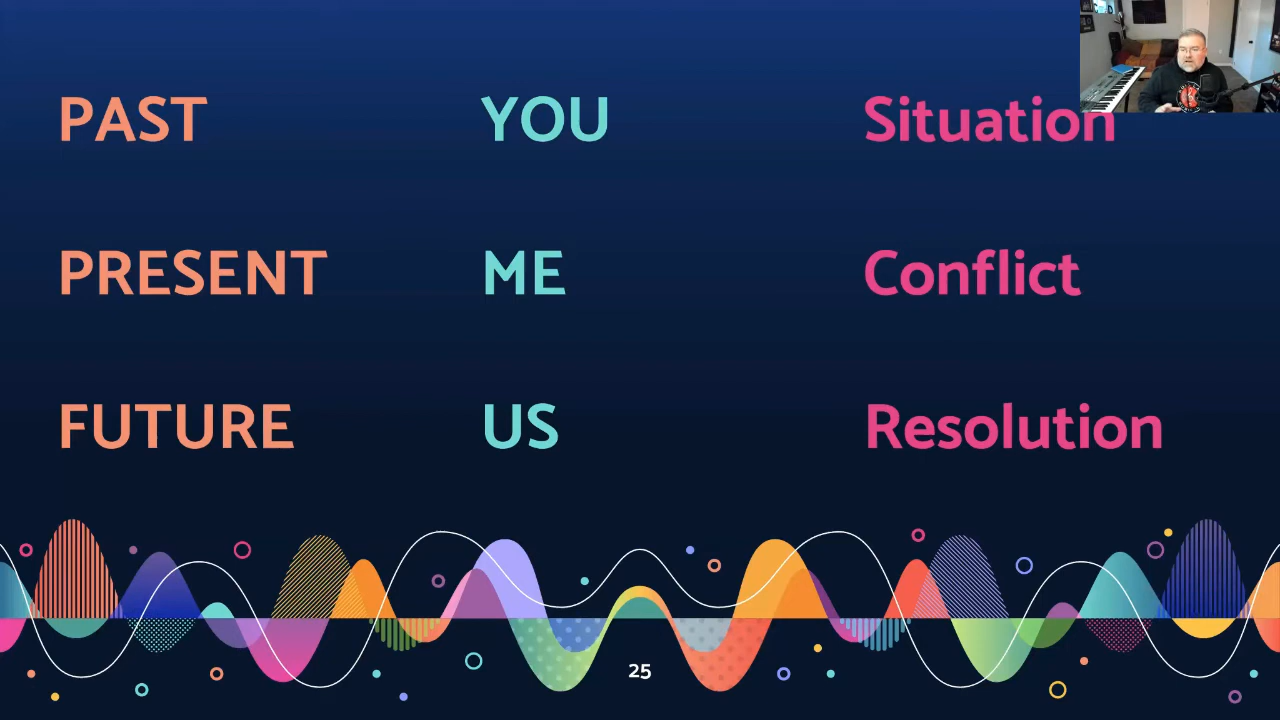 PAST
YOU
Situation
PRESENT
ME
Conflict
FUTURE
US
Resolution
25